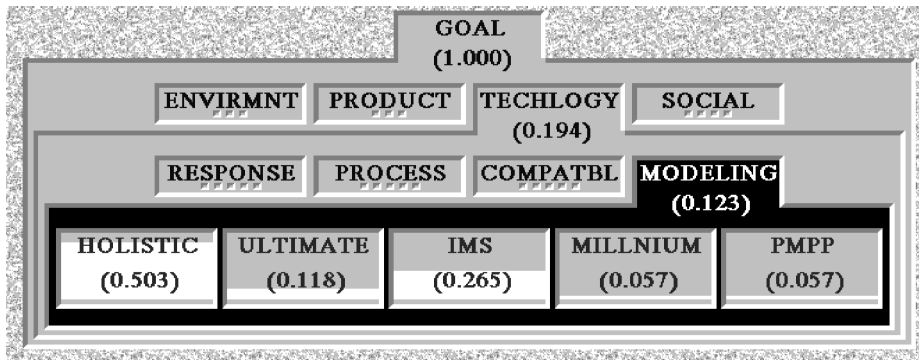 GOAL
(1.000)
ENVIRMNT PRODUCT TECHLOGY SOCIAL
(0.194)
RESPONSE PROCESS COMPATBL MODELING
(0.123)
HOLISTIC ULTIMATE IMS MILLNIUM PMPP
(0.503) (0.118) (0.265) (0.057) (0.057)